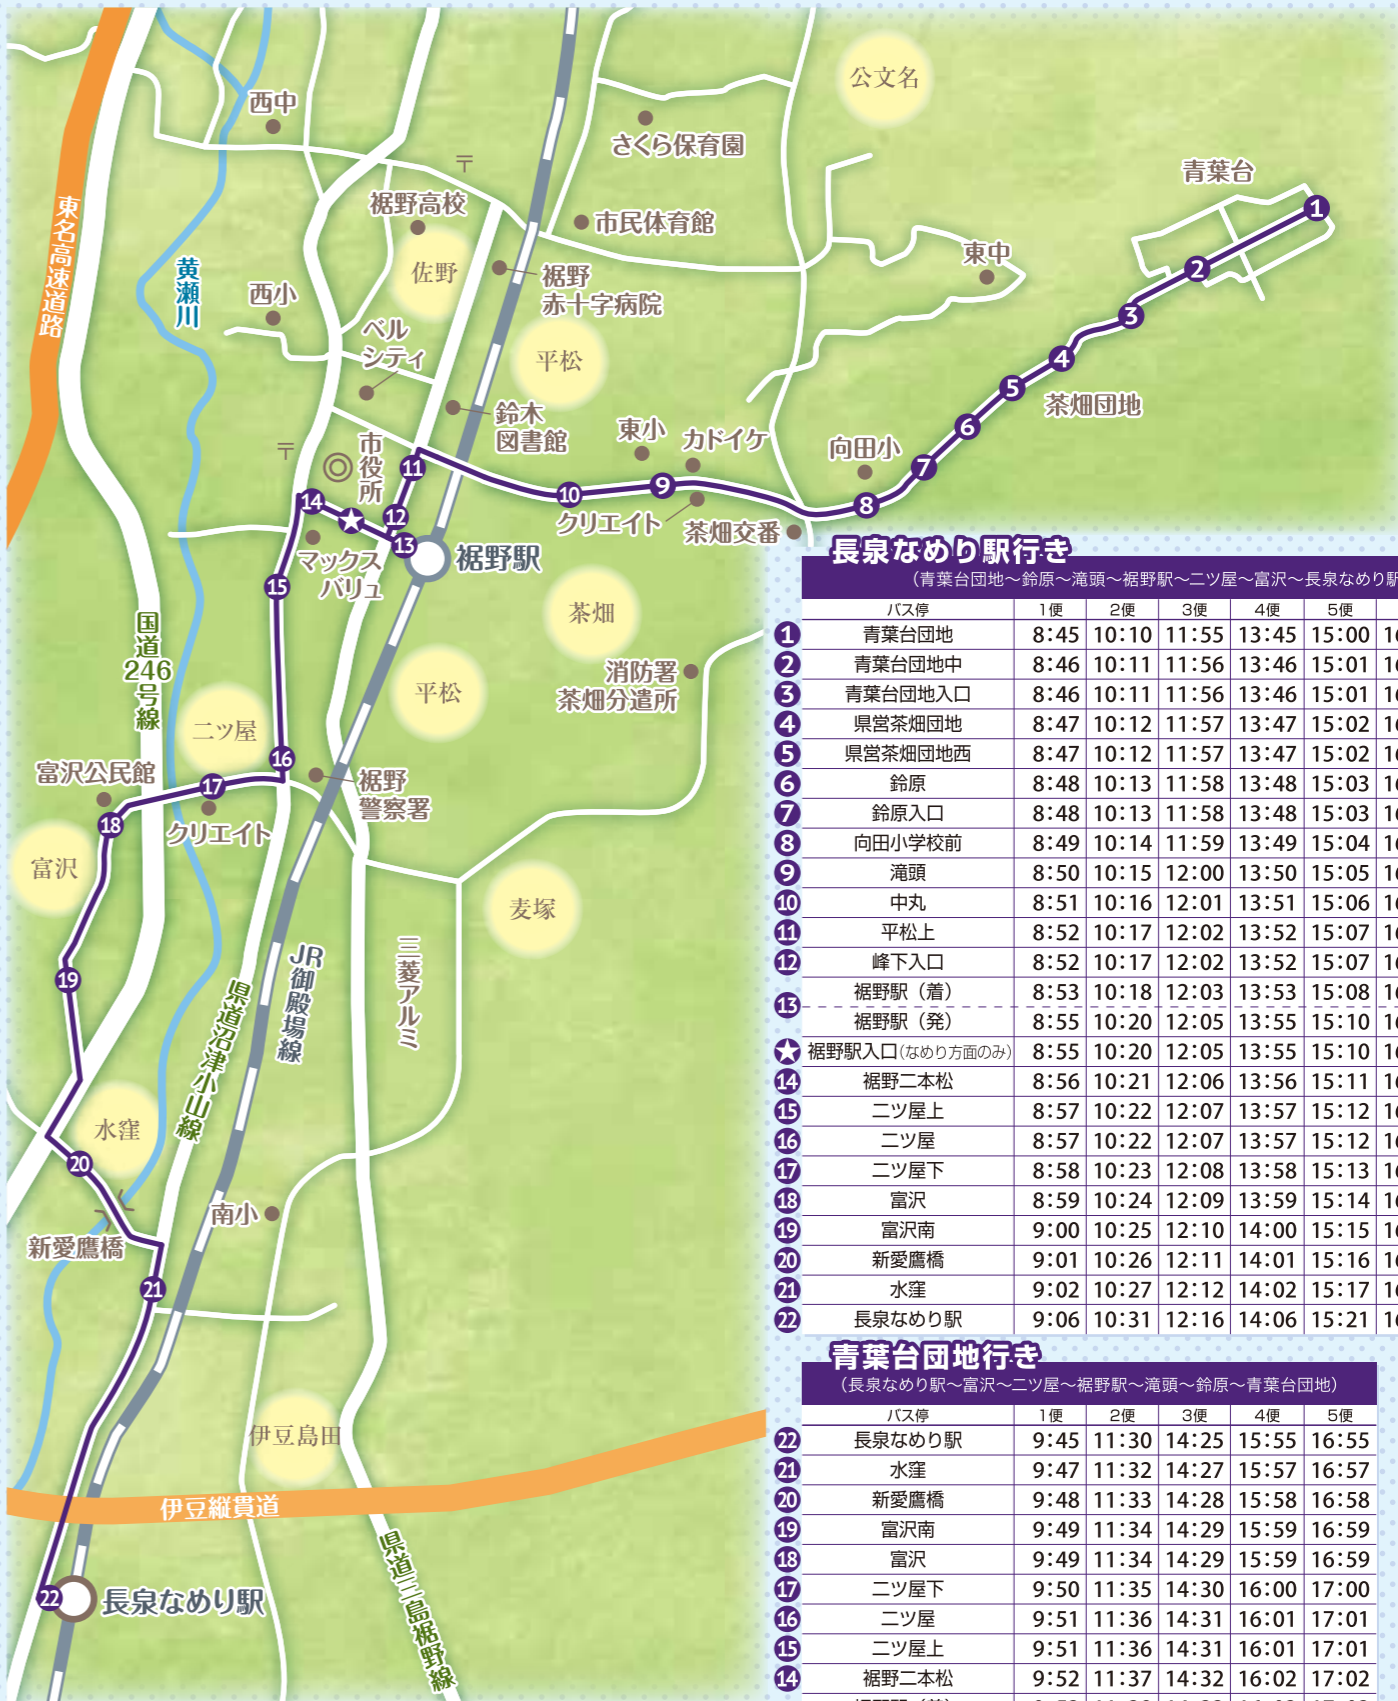 公文名
西中
さくら保育園
青葉台
1
〒
裾野高校
市民体育館
東名高速道路
黄瀬川
佐野
裾野
赤十字病院
東中
2
西小
3
ベル
シティ
平松
4
5
茶畑団地
鈴木
図書館
東小
カドイケ
向田小
6
〒
市役所
11
7
9
10
8
14
12
クリエイト
茶畑交番
13
裾野駅
マックス
バリュ
15
国道246号線
茶畑
消防署
茶畑分遣所
平松
二ツ屋
16
富沢公民館
17
裾野
警察署
18
クリエイト
富沢
麦塚
19
JR御殿場線
三菱アルミ
県道沼津小山線
水窪
20
南小
新愛鷹橋
21
伊豆島田
伊豆縦貫道
県道三島裾野線
22
長泉なめり駅
長泉なめり駅行き
(青葉台団地〜鈴原〜滝頭〜裾野駅〜二ツ屋〜富沢〜長泉なめり駅
バス停 1便 2便 3便 4便 5便
1 青葉台団地 8:45 10:10 11:55 13:45 15:00
2 青葉台団地中 8:46 10:11 11:56 13:46 15:01
3 青葉台団地入口 8:46 10:11 11:56 13:46 15:01
4 県営茶畑団地 8:47 10:12 11:57 13:47 15:02
5 県営茶畑団地西 8:47 10:12 11:57 13:47 15:02
6 鈴原 8:48 10:13 11:58 13:48 15:03
7 鈴原入口 8:48 10:13 11:58 13:48 15:03
8 向田小学校前 8:49 10:14 11:59 13:49 15:04
9 滝頭 8:50 10:15 12:00 13:50 15:05
10 中丸 8:51 10:16 12:01 13:51 15:06
11 平松上 8:52 10:17 12:02 13:52 15:07
12 峰下入口 8:52 10:17 12:02 13:52 15:07
13 裾野駅(着) 8:53 10:18 12:03 13:53 15:08
裾野駅(発) 8:55 10:20 12:05 13:55 15:10
★ 裾野駅入口(なめり方面のみ) 8:55 10:20 12:05 13:55 15:10
14 裾野二本松 8:56 10:21 12:06 13:56 15:11
15 二ツ屋上 8:57 10:22 12:07 13:57 15:12
16 二ツ屋 8:57 10:22 12:07 13:57 15:12
17 二ツ屋下 8:58 10:23 12:08 13:58 15:13
18 富沢 8:59 10:24 12:09 13:59 15:14
19 富沢南 9:00 10:25 12:10 14:00 15:15
20 新愛鷹橋 9:01 10:26 12:11 14:01 15:16
21 水窪 9:02 10:27 12:12 14:02 15:17
22 長泉なめり駅 9:06 10:31 12:16 14:06 15:21
青葉台団地行き
(長泉なめり駅〜富沢〜二ツ屋〜裾野駅〜滝頭〜鈴原〜青葉台団地)
バス停 1便 2便 3便 4便 5便
22 長泉なめり駅 9:45 11:30 14:25 15:55 16:55
21 水窪 9:47 11:32 14:27 15:57 16:57
20 新愛鷹橋 9:48 11:33 14:28 15:58 16:58
19 富沢南 9:49 11:34 14:29 15:59 16:59
18 富沢 9:49 11:34 14:29 15:59 16:59
17 二ツ屋下 9:50 11:35 14:30 16:00 17:00
16 二ツ屋 9:51 11:36 14:31 16:01 17:01
15 二ツ屋上 9:51 11:36 14:31 16:01 17:01
14 裾野二本松 9:52 11:37 14:32 16:02 17:02